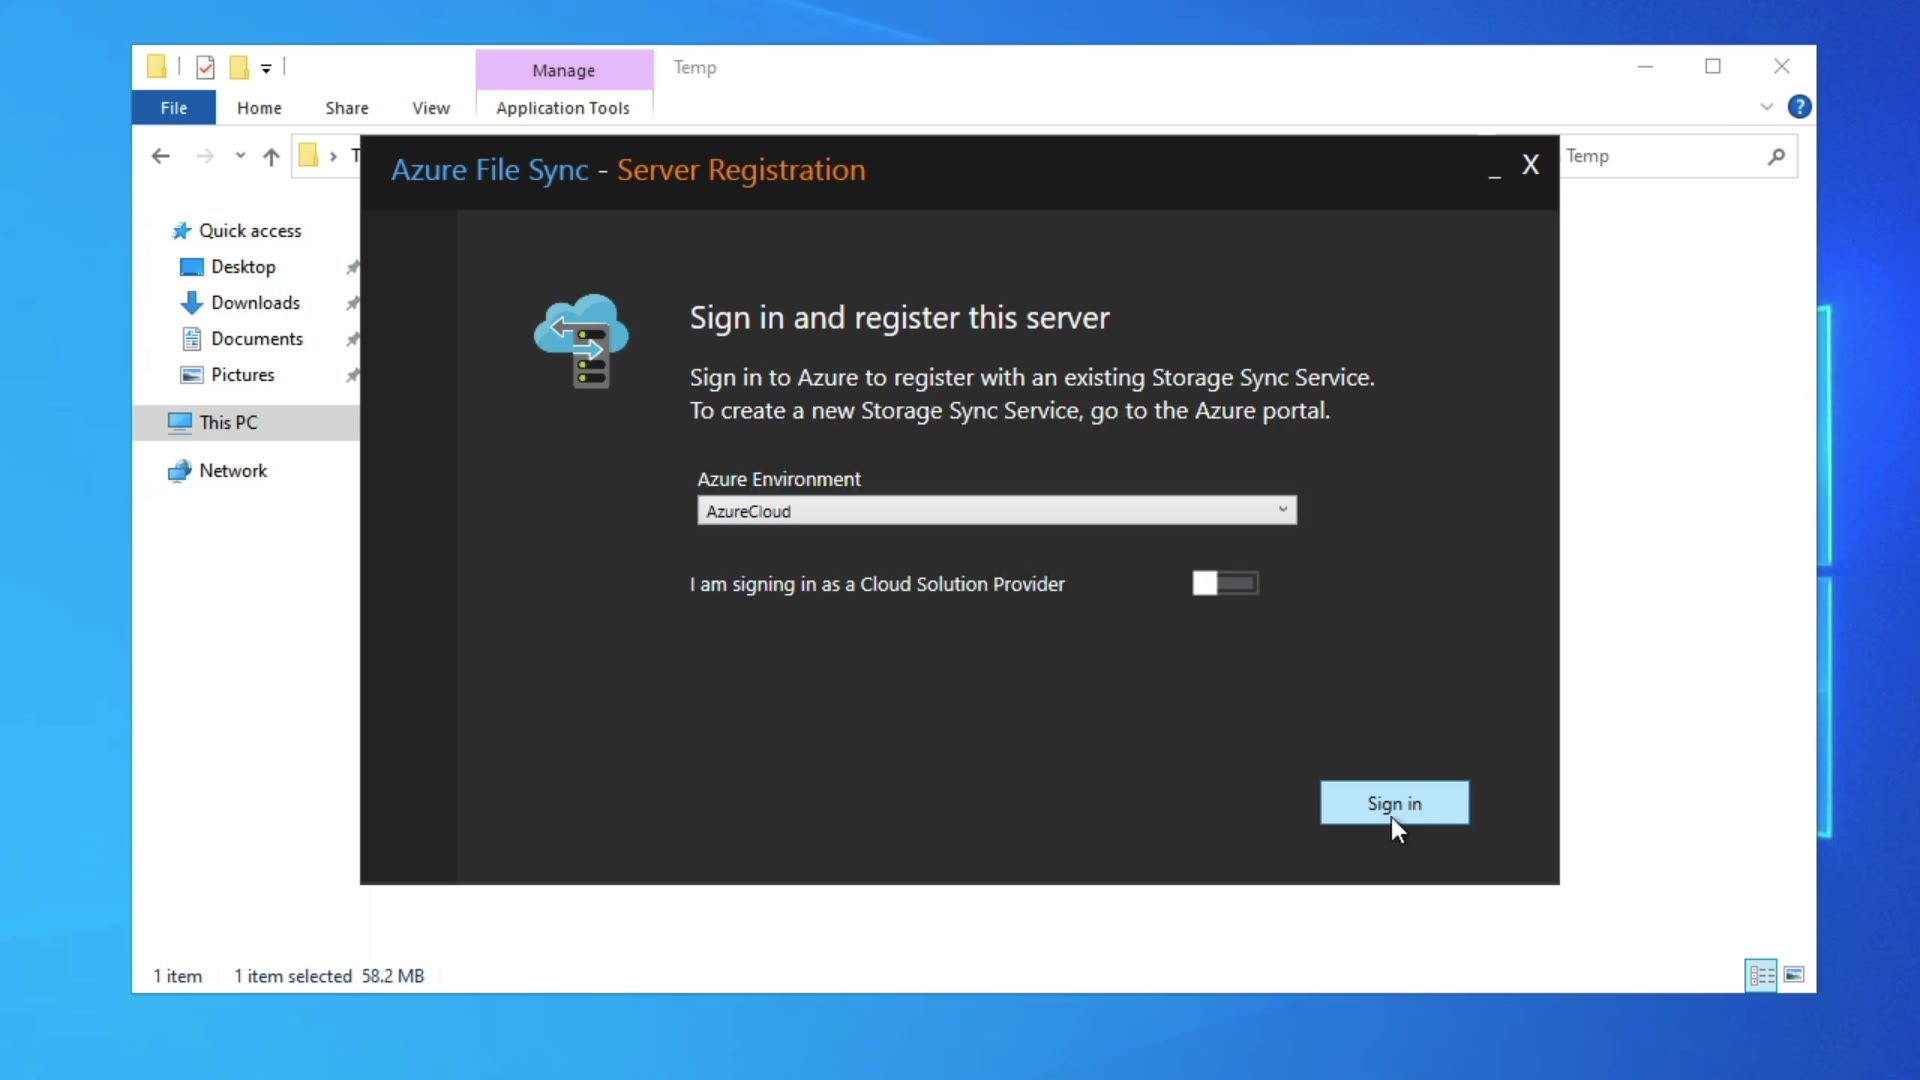 Manage
Temp
File
Home
Share
View
Application Tools
Temp
Azure File Sync - Server Registration
_ X
Quick access
Desktop
Downloads
Documents
Pictures
This PC
Network
Sign in and register this server
Sign in to Azure to register with an existing Storage Sync Service.
To create a new Storage Sync Service, go to the Azure portal.
Azure Environment
AzureCloud
I am signing in as a Cloud Solution Provider
Sign in
1 item
1 item selected 58.2 MB